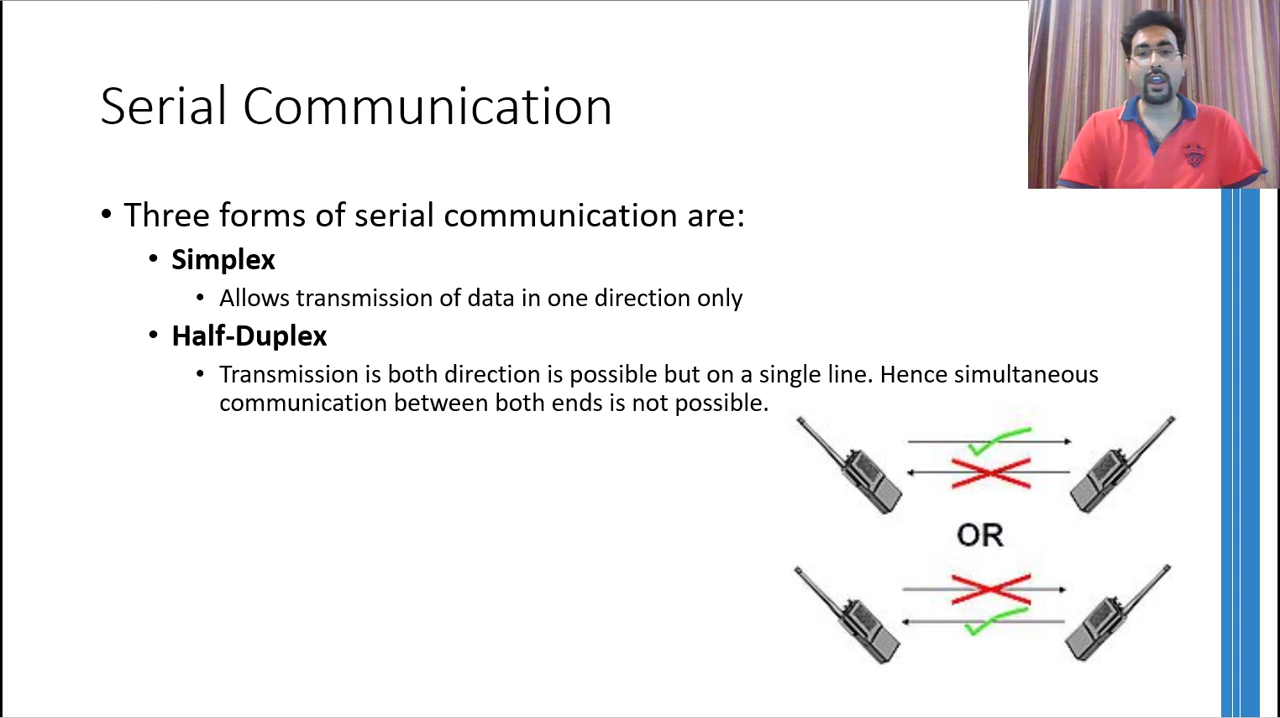 Serial Communication
• Three forms of serial communication are:
• Simplex
• Allows transmission of data in one direction only
• Half-Duplex
• Transmission is both direction is possible but on a single line. Hence simultaneous
communication between both ends is not possible.
OR